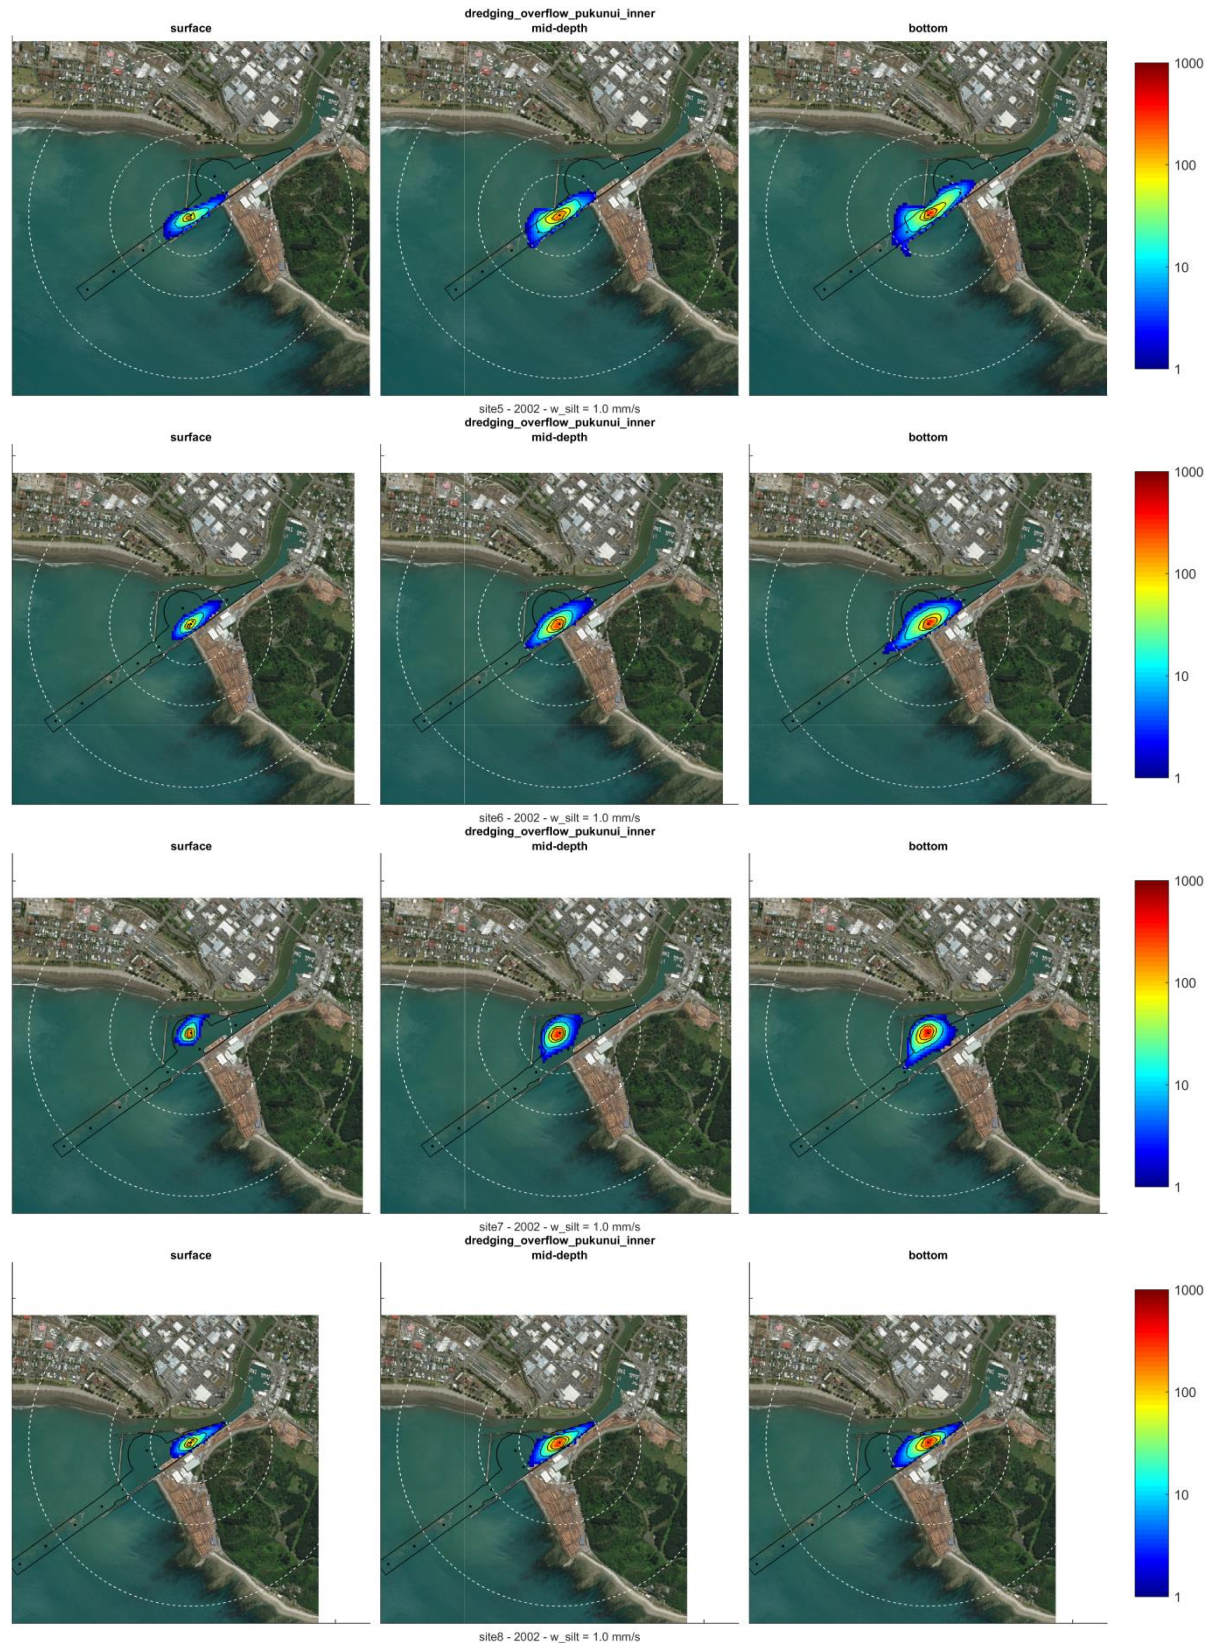 dredging_overflow_pukunui_inner
surface mid-depth bottom
1000
100
10
1
site5 - 2002 - w_silt = 1.0 mm/s
dredging_overflow_pukunui_inner
surface mid-depth bottom
1000
100
10
1
site6 - 2002 - w_silt = 1.0 mm/s
dredging_overflow_pukunui_inner
surface mid-depth bottom
1000
100
10
1
site7 - 2002 - w_silt = 1.0 mm/s
dredging_overflow_pukunui_inner
surface mid-depth bottom
1000
100
10
1
site8 - 2002 - w_silt = 1.0 mm/s